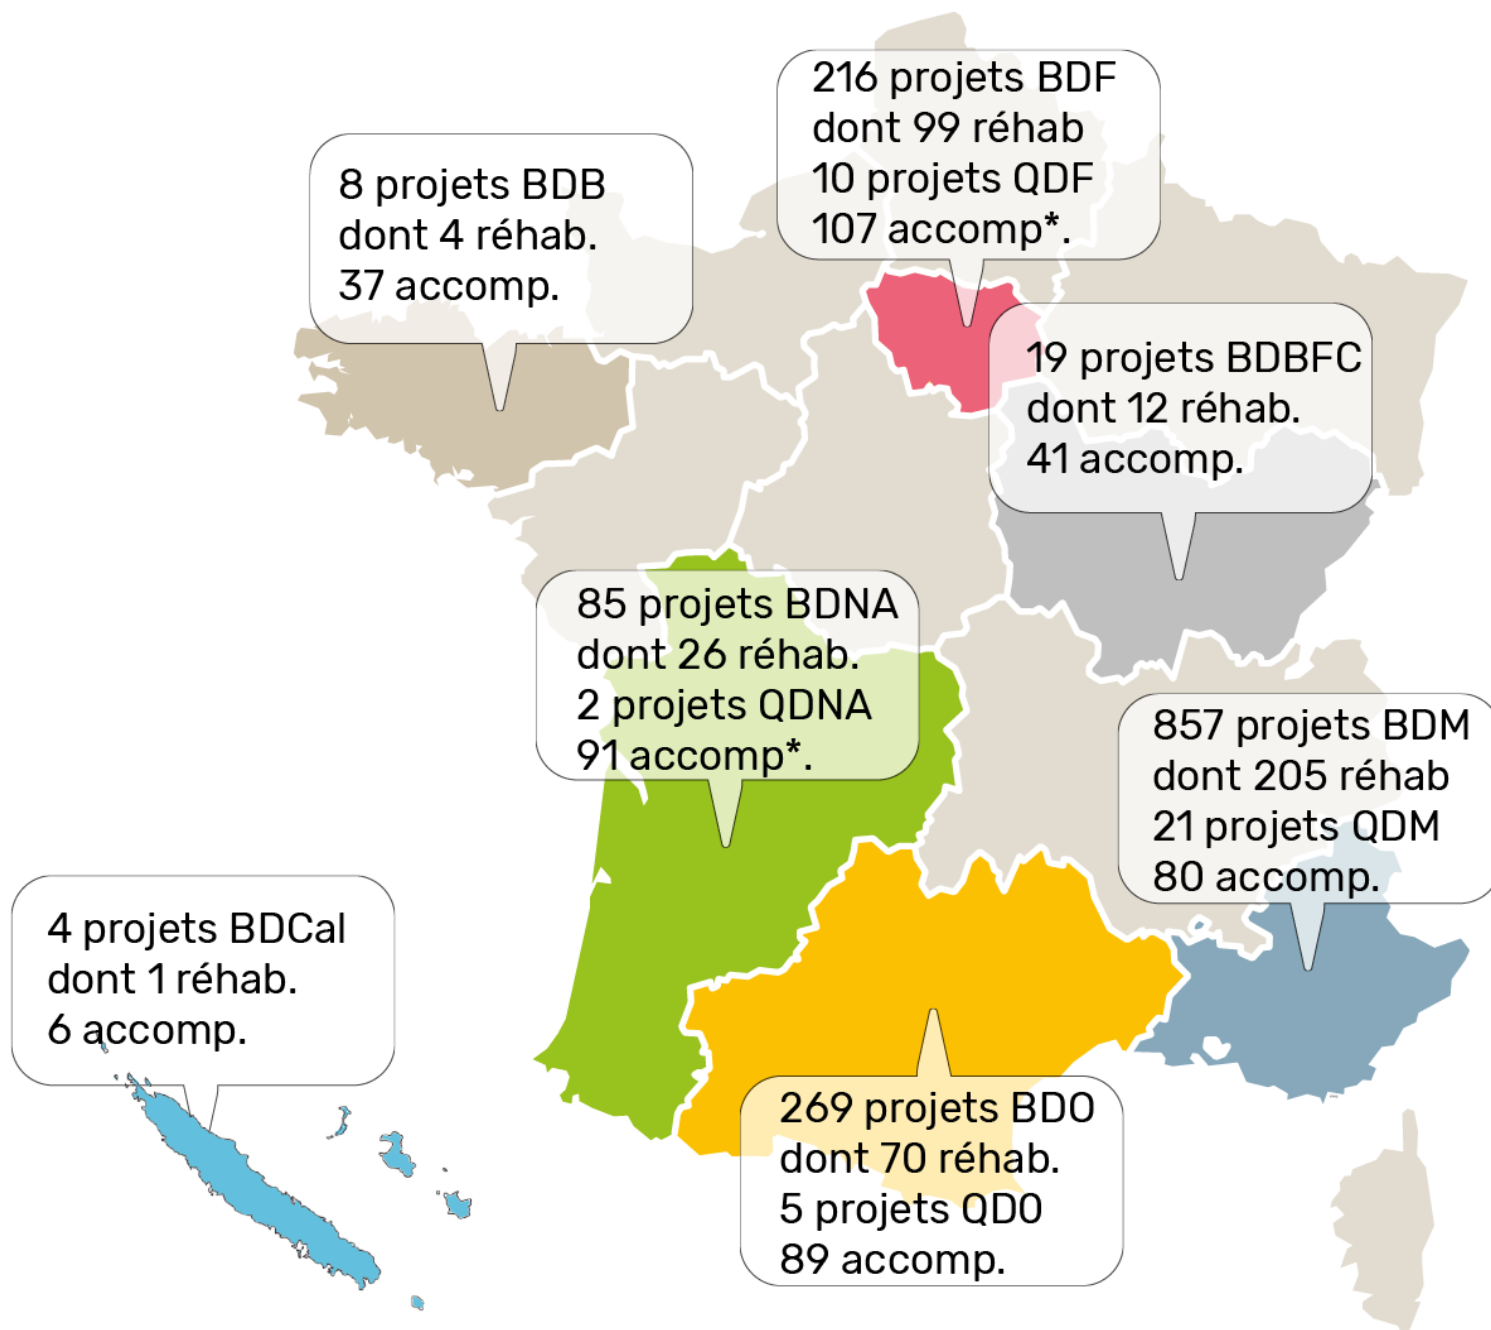 216 projets BDF
dont 99 réhab
10 projets QDF
107 accomp*.
8 projets BDB
dont 4 réhab.
37 accomp.
19 projets BDBFC
dont 12 réhab.
41 accomp.
85 projets BDNA
dont 26 réhab.
2 projets QDNA
91 accomp*.
857 projets BDM
dont 205 réhab
21 projets QDM
80 accomp.
4 projets BDCal
dont 1 réhab.
6 accomp.
269 projets BDO
dont 70 réhab.
5 projets QDO
89 accomp.